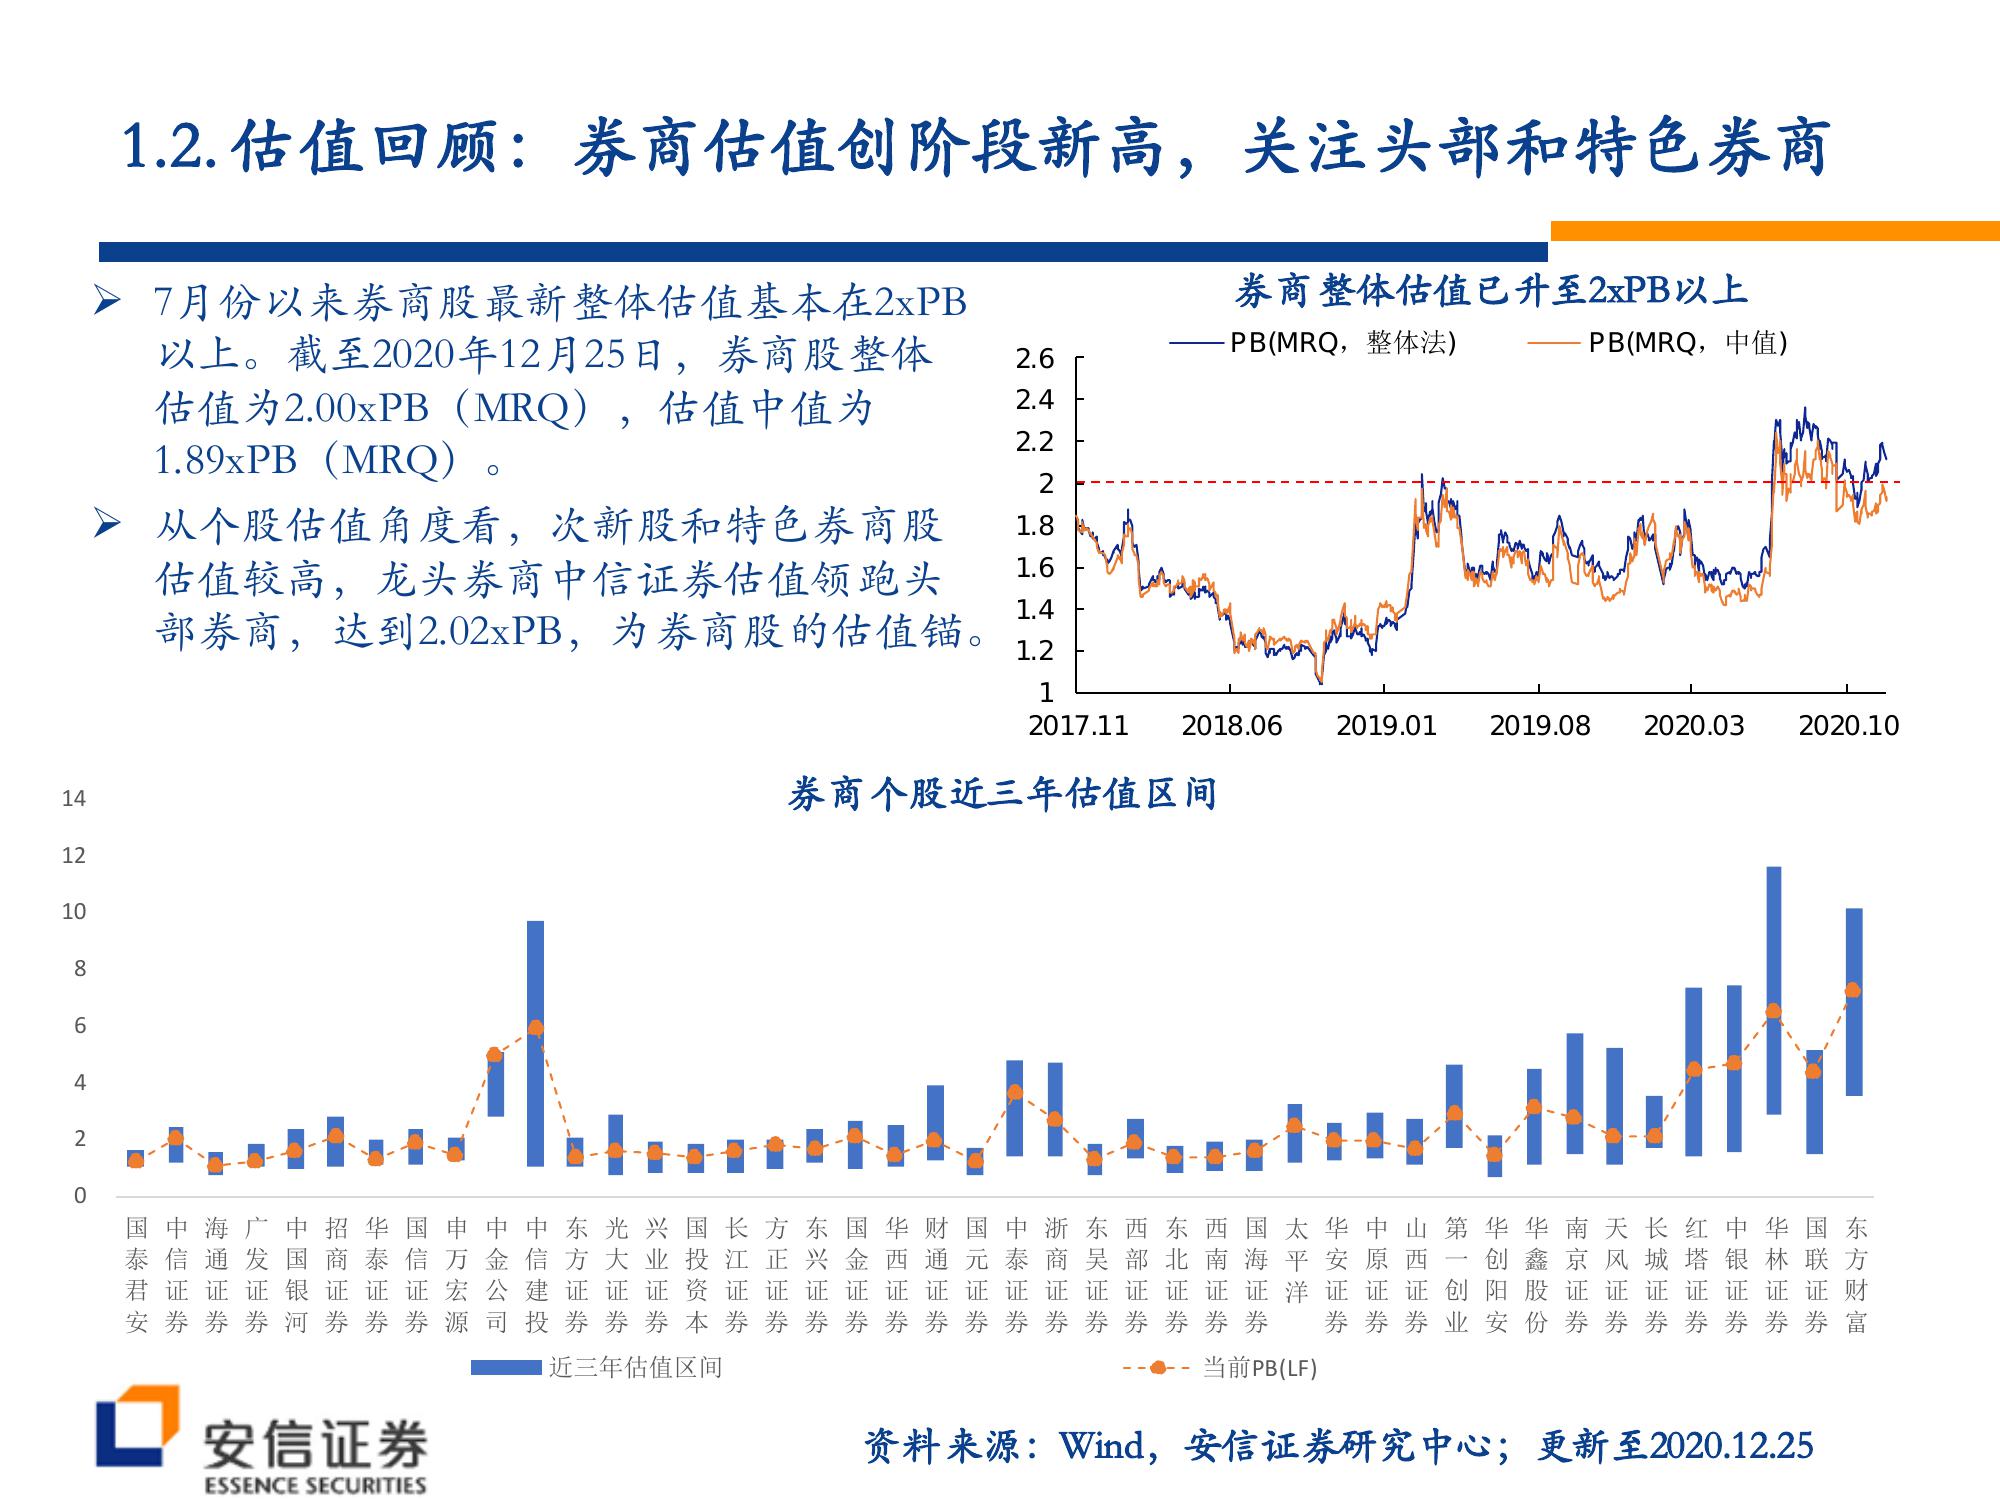 1.2.估值回顾：券商估值创阶段新高，关注头部和特色券商
7月份以来券商股最新整体估值基本在2xPB
以上。截至2020年12月25日，券商股整体
估值为2.00xPB（MRQ），估值中值为
1.89xPB（MRQ）。
从个股估值角度看，次新股和特色券商股
估值较高，龙头券商中信证券估值领跑头
部券商，达到2.02xPB，为券商股的估值锚。
券商整体估值已升至2xPB以上
PB(MRQ，整体法)
PB(MRQ，中值)
2.6
2.4
2.2
2
1.8
1.6
1.4
1.2
1
2017.11 2018.06 2019.01 2019.08 2020.03 2020.10
券商个股近三年估值区间
14
12
10
8
6
4
2
0
国泰君安
中信证券
海通证券
广发证券
中国银河
招商证券
华泰证券
国信证券
申万宏源
中金公司
中信建投
东方证券
光大证券
兴业证券
国投资本
长江证券
方正证券
东兴证券
国金证券
华西证券
财通证券
国元证券
中泰证券
浙商证券
东吴证券
西部证券
东北证券
西南证券
国海证券
太平洋
华安证券
中原证券
山西证券
第一创业
华创阳安
华鑫股份
南京证券
天风证券
长城证券
红塔证券
中银证券
华林证券
国联证券
东方财富
近三年估值区间
当前PB(LF)
安信证券
ESSENCE SECURITIES
资料来源：Wind，安信证券研究中心；更新至2020.12.25